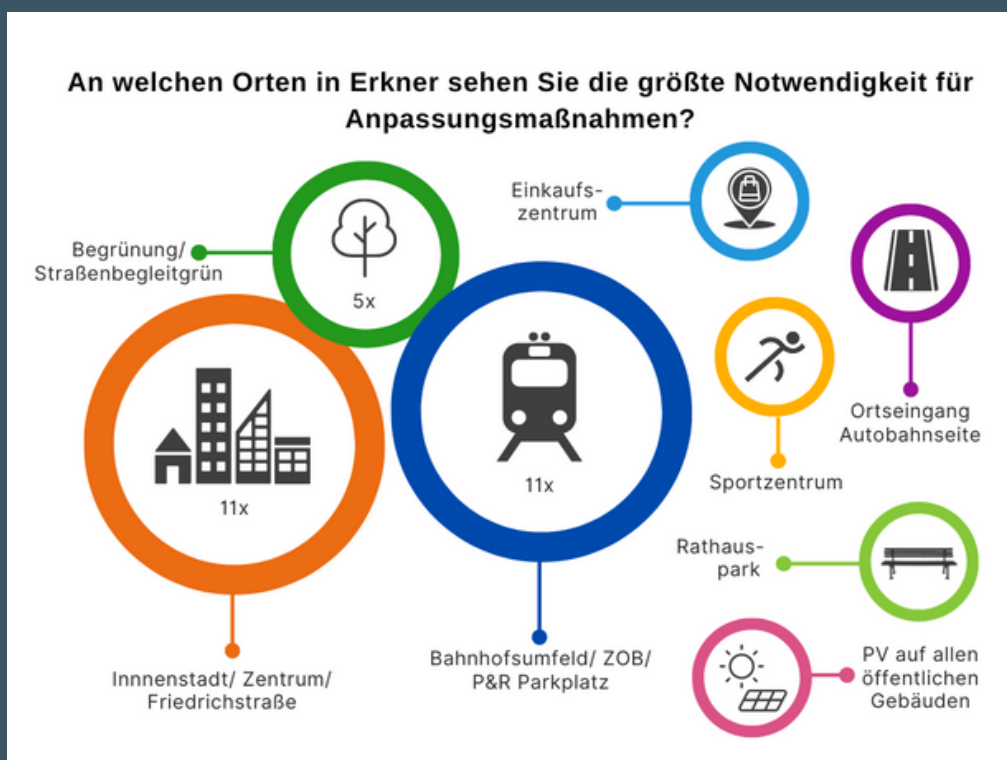 An welchen Orten in Erkner sehen Sie die größte Notwendigkeit für
Anpassungsmaßnahmen?
Begrünung/
Straßenbegleitgrün
5x
Einkaufs-
zentrum
11x
11x
Ortseingang
Autobahnseite
Sportzentrum
Rathaus-
park
Innnenstadt/ Zentrum/
Friedrichstraße
Bahnhofsumfeld/ ZOB/
P&R Parkplatz
PV auf allen
öffentlichen
Gebäuden